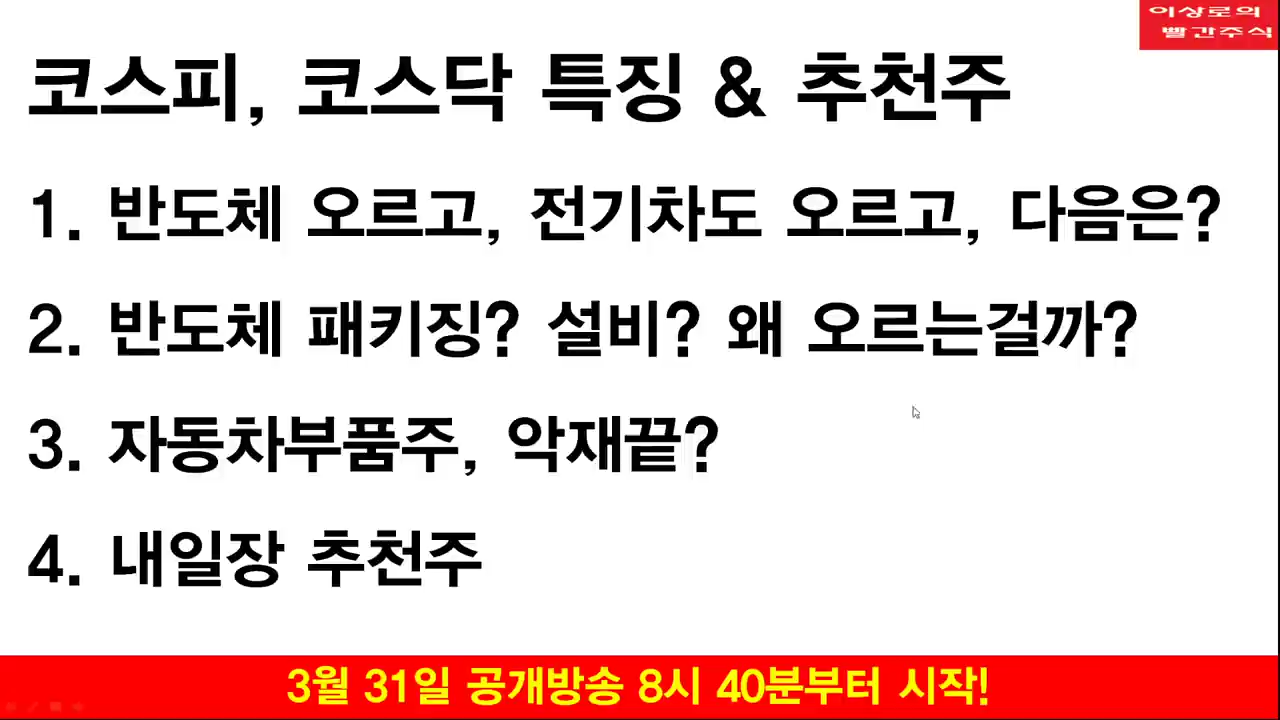 이상로의
빨간주식
코스피, 코스닥 특징 & 추천주
1. 반도체 오르고, 전기차도 오르고, 다음은?
2. 반도체 패키징? 설비? 왜 오르는걸까?
3. 자동차부품주, 악재끝?
4. 내일장 추천주
3월 31일 공개방송 8시 40분부터 시작!